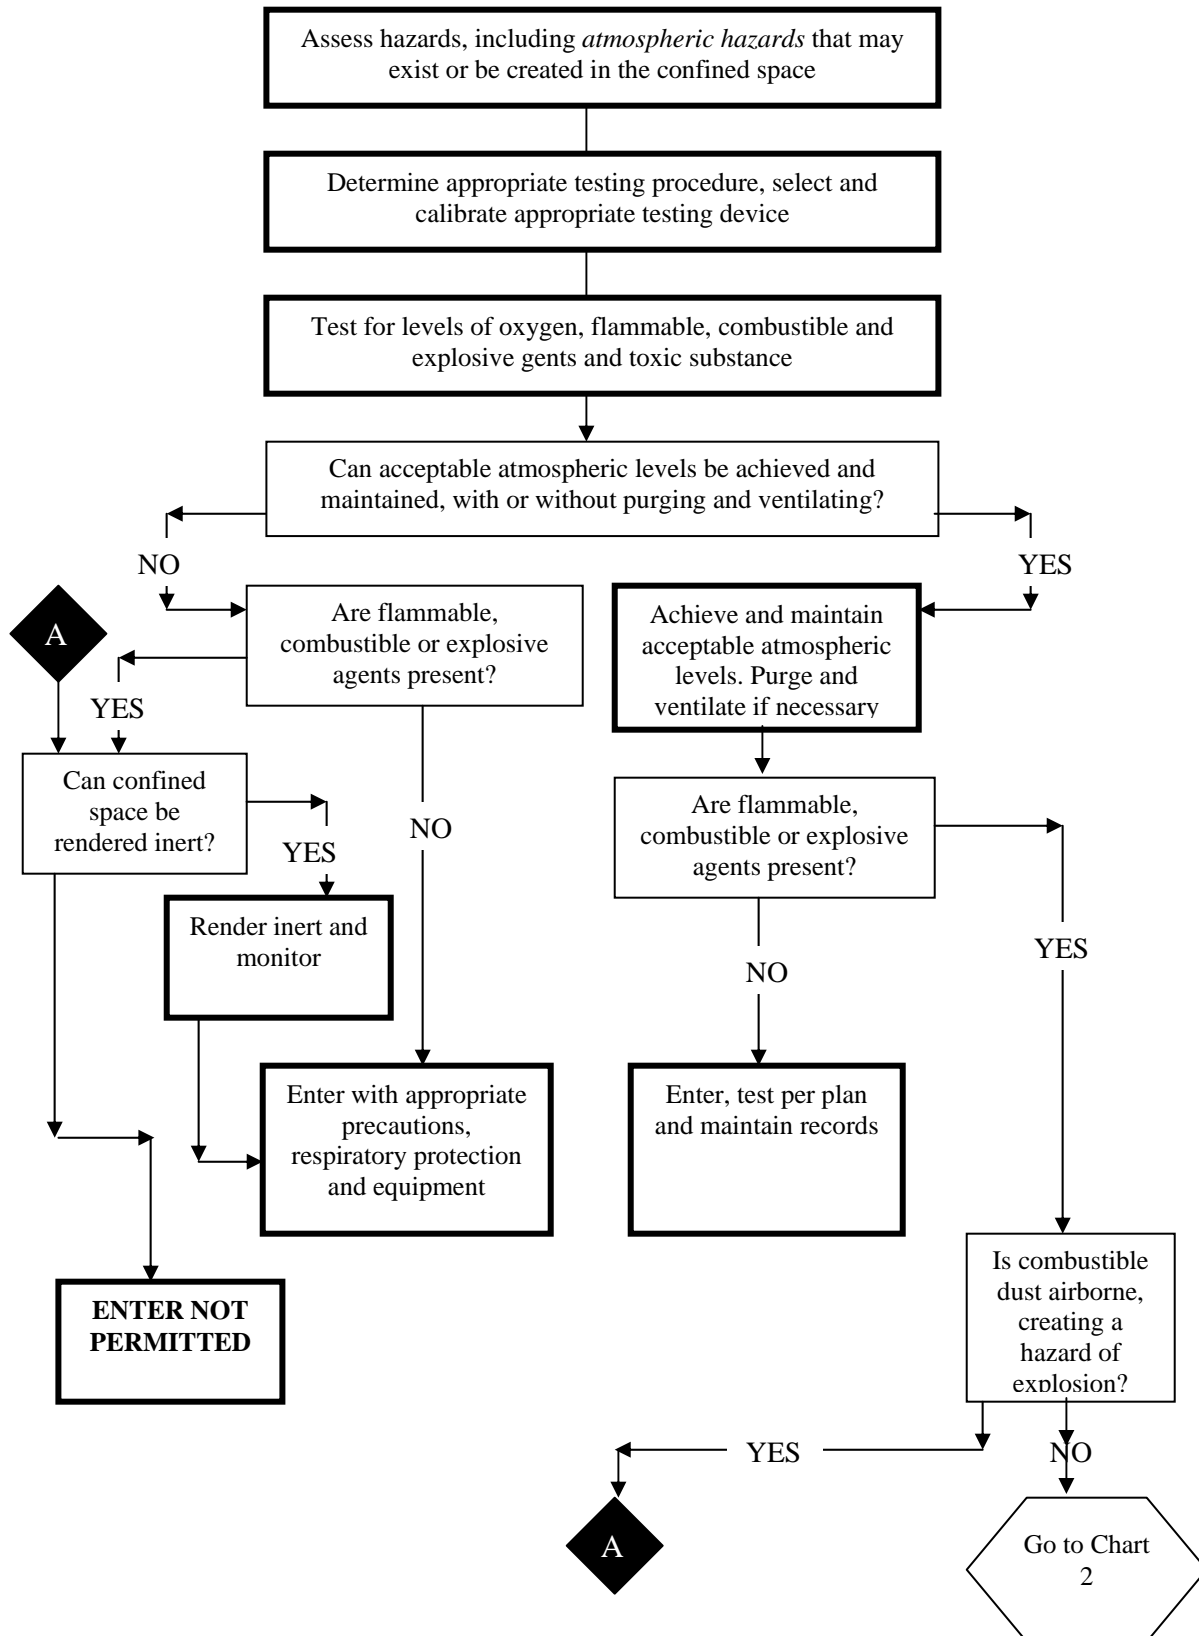 Assess hazards, including atmospheric hazards that may
exist or be created in the confined space
Determine appropriate testing procedure, select and
calibrate appropriate testing device
Test for levels of oxygen, flammable, combustible and
explosive gents and toxic substance
Can acceptable atmospheric levels be achieved and
maintained, with or without purging and ventilating?
NO
YES
A
Are flammable,
combustible or explosive
agents present?
Achieve and maintain
acceptable atmospheric
levels. Purge and
ventilate if necessary
YES
Can confined
space be
rendered inert?
YES
NO
Are flammable,
combustible or explosive
agents present?
Render inert and
monitor
NO
YES
Enter with appropriate
precautions,
respiratory protection
and equipment
Enter, test per plan
and maintain records
ENTER NOT
PERMITTED
Is combustible
dust airborne,
creating a
hazard of
explosion?
YES
NO
A
Go to Chart
2